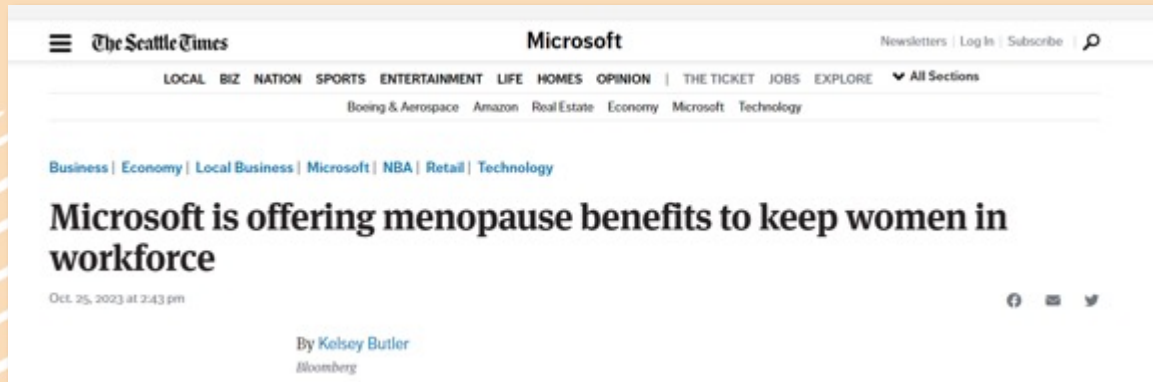 The Seattle Times
Microsoft
Newsletters | Log In | Subscribe
LOCAL BIZ NATION SPORTS ENTERTAINMENT LIFE HOMES OPINION | THE TICKET JOBS EXPLORE All Sections
Boeing & Aerospace Amazon Real Estate Economy Microsoft Technology
Business | Economy | Local Business | Microsoft | NBA | Retail | Technology
Microsoft is offering menopause benefits to keep women in
workforce
Oct. 25, 2023 at 2:43 pm
By Kelsey Butler
Bloomberg